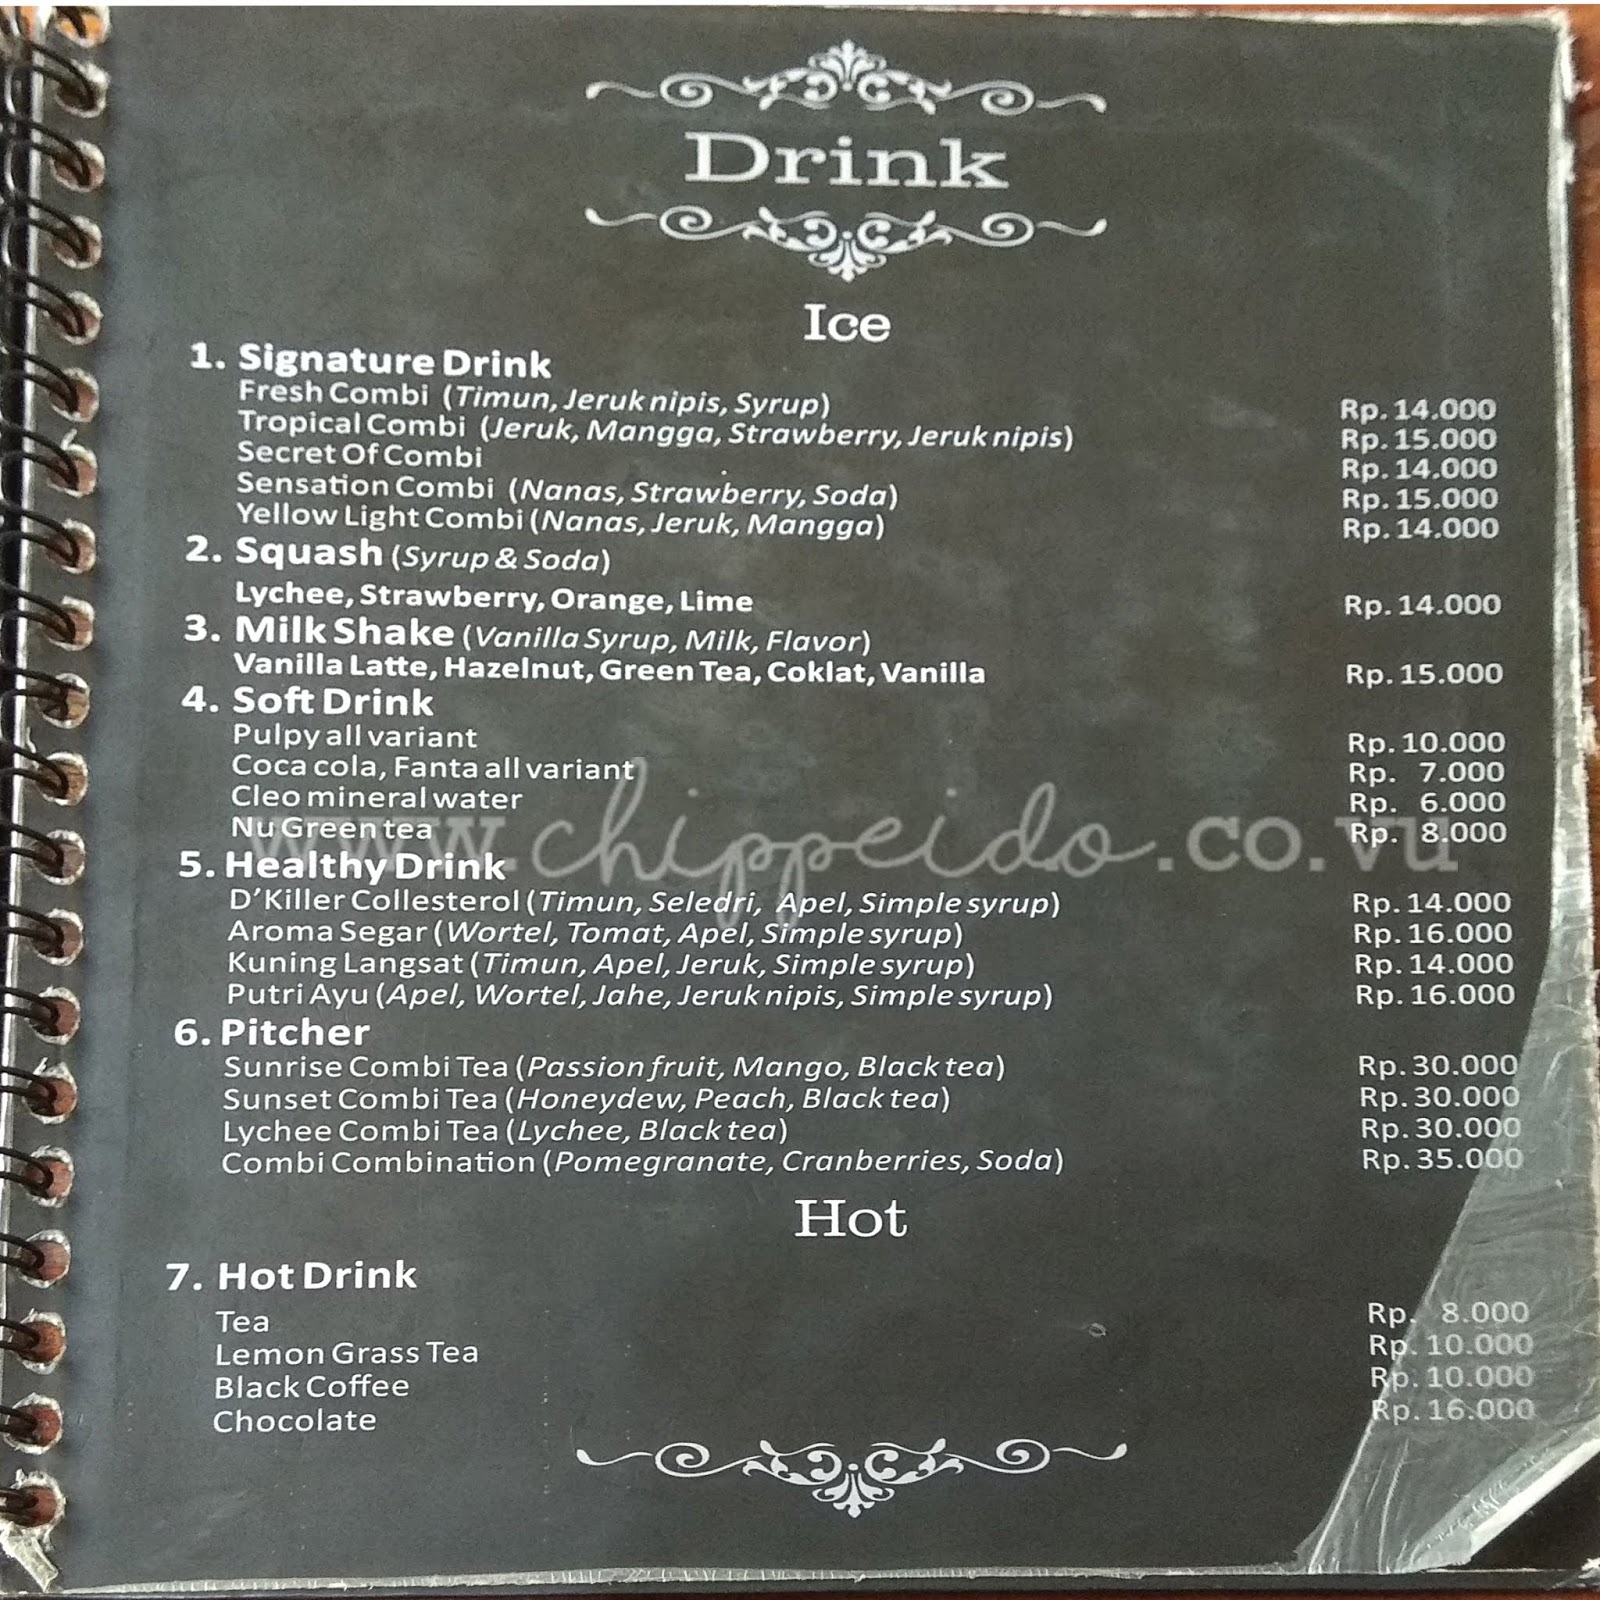 Drink
Ice
1. Signature Drink
Fresh Combi (Timun, Jeruk nipis, Syrup) Rp. 14.000
Tropical Combi (Jeruk, Mangga, Strawberry, Jeruk nipis) Rp. 15.000
Secret Of Combi Rp. 14.000
Sensation Combi (Nanas, Strawberry, Soda) Rp. 15.000
Yellow Light Combi (Nanas, Jeruk, Mangga) Rp. 14.000
2. Squash (Syrup & Soda)
Lychee, Strawberry, Orange, Lime Rp. 14.000
3. Milk Shake (Vanilla Syrup, Milk, Flavor)
Vanilla Latte, Hazelnut, Green Tea, Coklat, Vanilla Rp. 15.000
4. Soft Drink
Pulpy all variant Rp. 10.000
Coca cola, Fanta all variant Rp. 7.000
Cleo mineral water Rp. 6.000
Nu Green tea Rp. 8.000
www.chippeido.co.vu
5. Healthy Drink
D'Killer Collesterol (Timun, Seledri, Apel, Simple syrup) Rp. 14.000
Aroma Segar (Wortel, Tomat, Apel, Simple syrup) Rp. 16.000
Kuning Langsat (Timun, Apel, Jeruk, Simple syrup) Rp. 14.000
Putri Ayu (Apel, Wortel, Jahe, Jeruk nipis, Simple syrup) Rp. 16.000
6. Pitcher
Sunrise Combi Tea (Passion fruit, Mango, Black tea) Rp. 30.000
Sunset Combi Tea (Honeydew, Peach, Black tea) Rp. 30.000
Lychee Combi Tea (Lychee, Black tea) Rp. 30.000
Combi Combination (Pomegranate, Cranberries, Soda) Rp. 35.000
Hot
7. Hot Drink
Tea Rp. 8.000
Lemon Grass Tea Rp. 10.000
Black Coffee Rp. 10.000
Chocolate Rp. 16.000